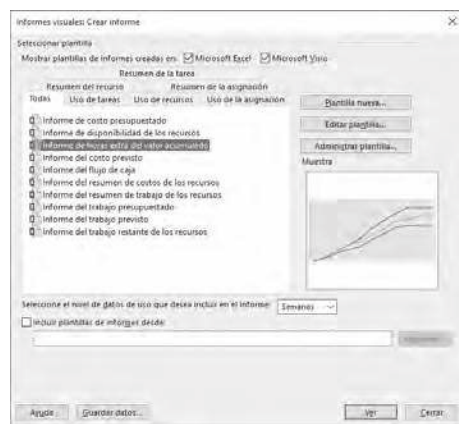 Informes visuales: Crear informe
Seleccionar plantilla
Mostrar plantillas de informes creadas en: Microsoft Excel Microsoft Visio
Resumen de la tarea
Resumen del recurso Resumen de la asignación
Todas Uso de tareas Uso de recursos Uso de la asignación
Informe de costo presupuestado
Informe de disponibilidad de los recursos
Informe de horas extra del valor acumulado
Informe del costo previsto
Informe del flujo de caja
Informe del resumen de costos de los recursos
Informe del resumen de trabajo de los recursos
Informe del trabajo presupuestado
Informe del trabajo previsto
Informe del trabajo restante de los recursos
Plantilla nueva...
Editar plantilla...
Administrar plantilla...
Muestra
Seleccione el nivel de datos de uso que desea incluir en el informe: Semanas
Incluir plantillas de informes desde:
Ayuda Guardar datos... Ver Cerrar